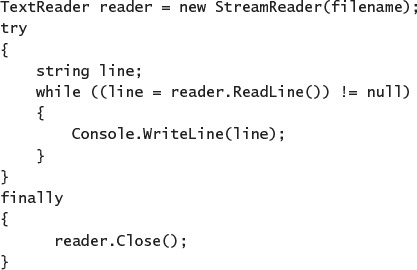 TextReader reader = new StreamReader(filename);
try
{
    string line;
    while ((line = reader.ReadLine()) != null)
    {
        Console.WriteLine(line);
    }
}
finally
{
      reader.Close();
}